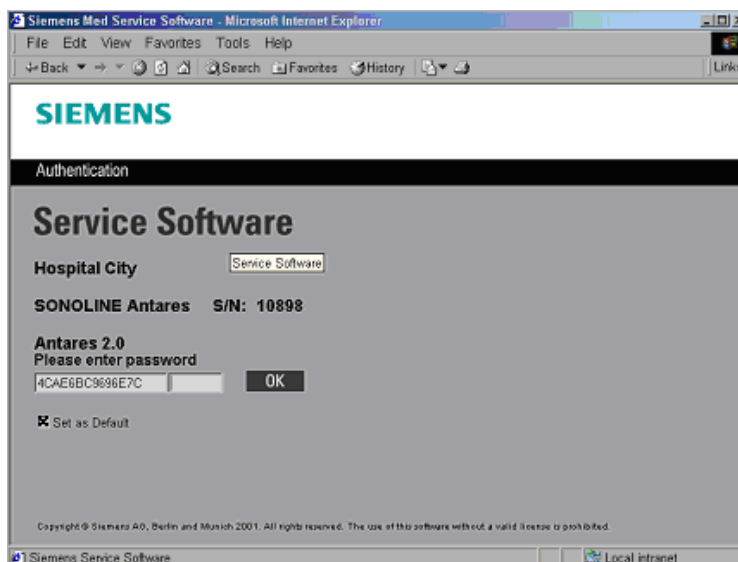 Siemens Med Service Software - Microsoft Internet Explorer
File Edit View Favorites Tools Help
Back Search Favorites History Links
SIEMENS
Authentication
Service Software
Hospital City Service Software
SONOLINE Antares S/N: 10898
Antares 2.0
Please enter password
4CAE6BC9696E7C OK
Set as Default
Copyright © Siemens AG, Berlin and Munich 2001. All rights reserved. The use of this software without a valid license is prohibited.
Siemens Service Software Local intranet